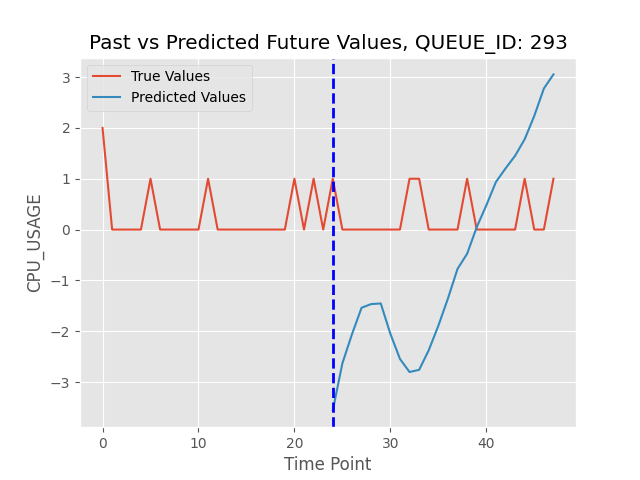 Past vs Predicted Future Values, QUEUE_ID: 293
True Values
Predicted Values
3
2
1
0
−1
−2
−3
CPU_USAGE
0 10 20 30 40
Time Point